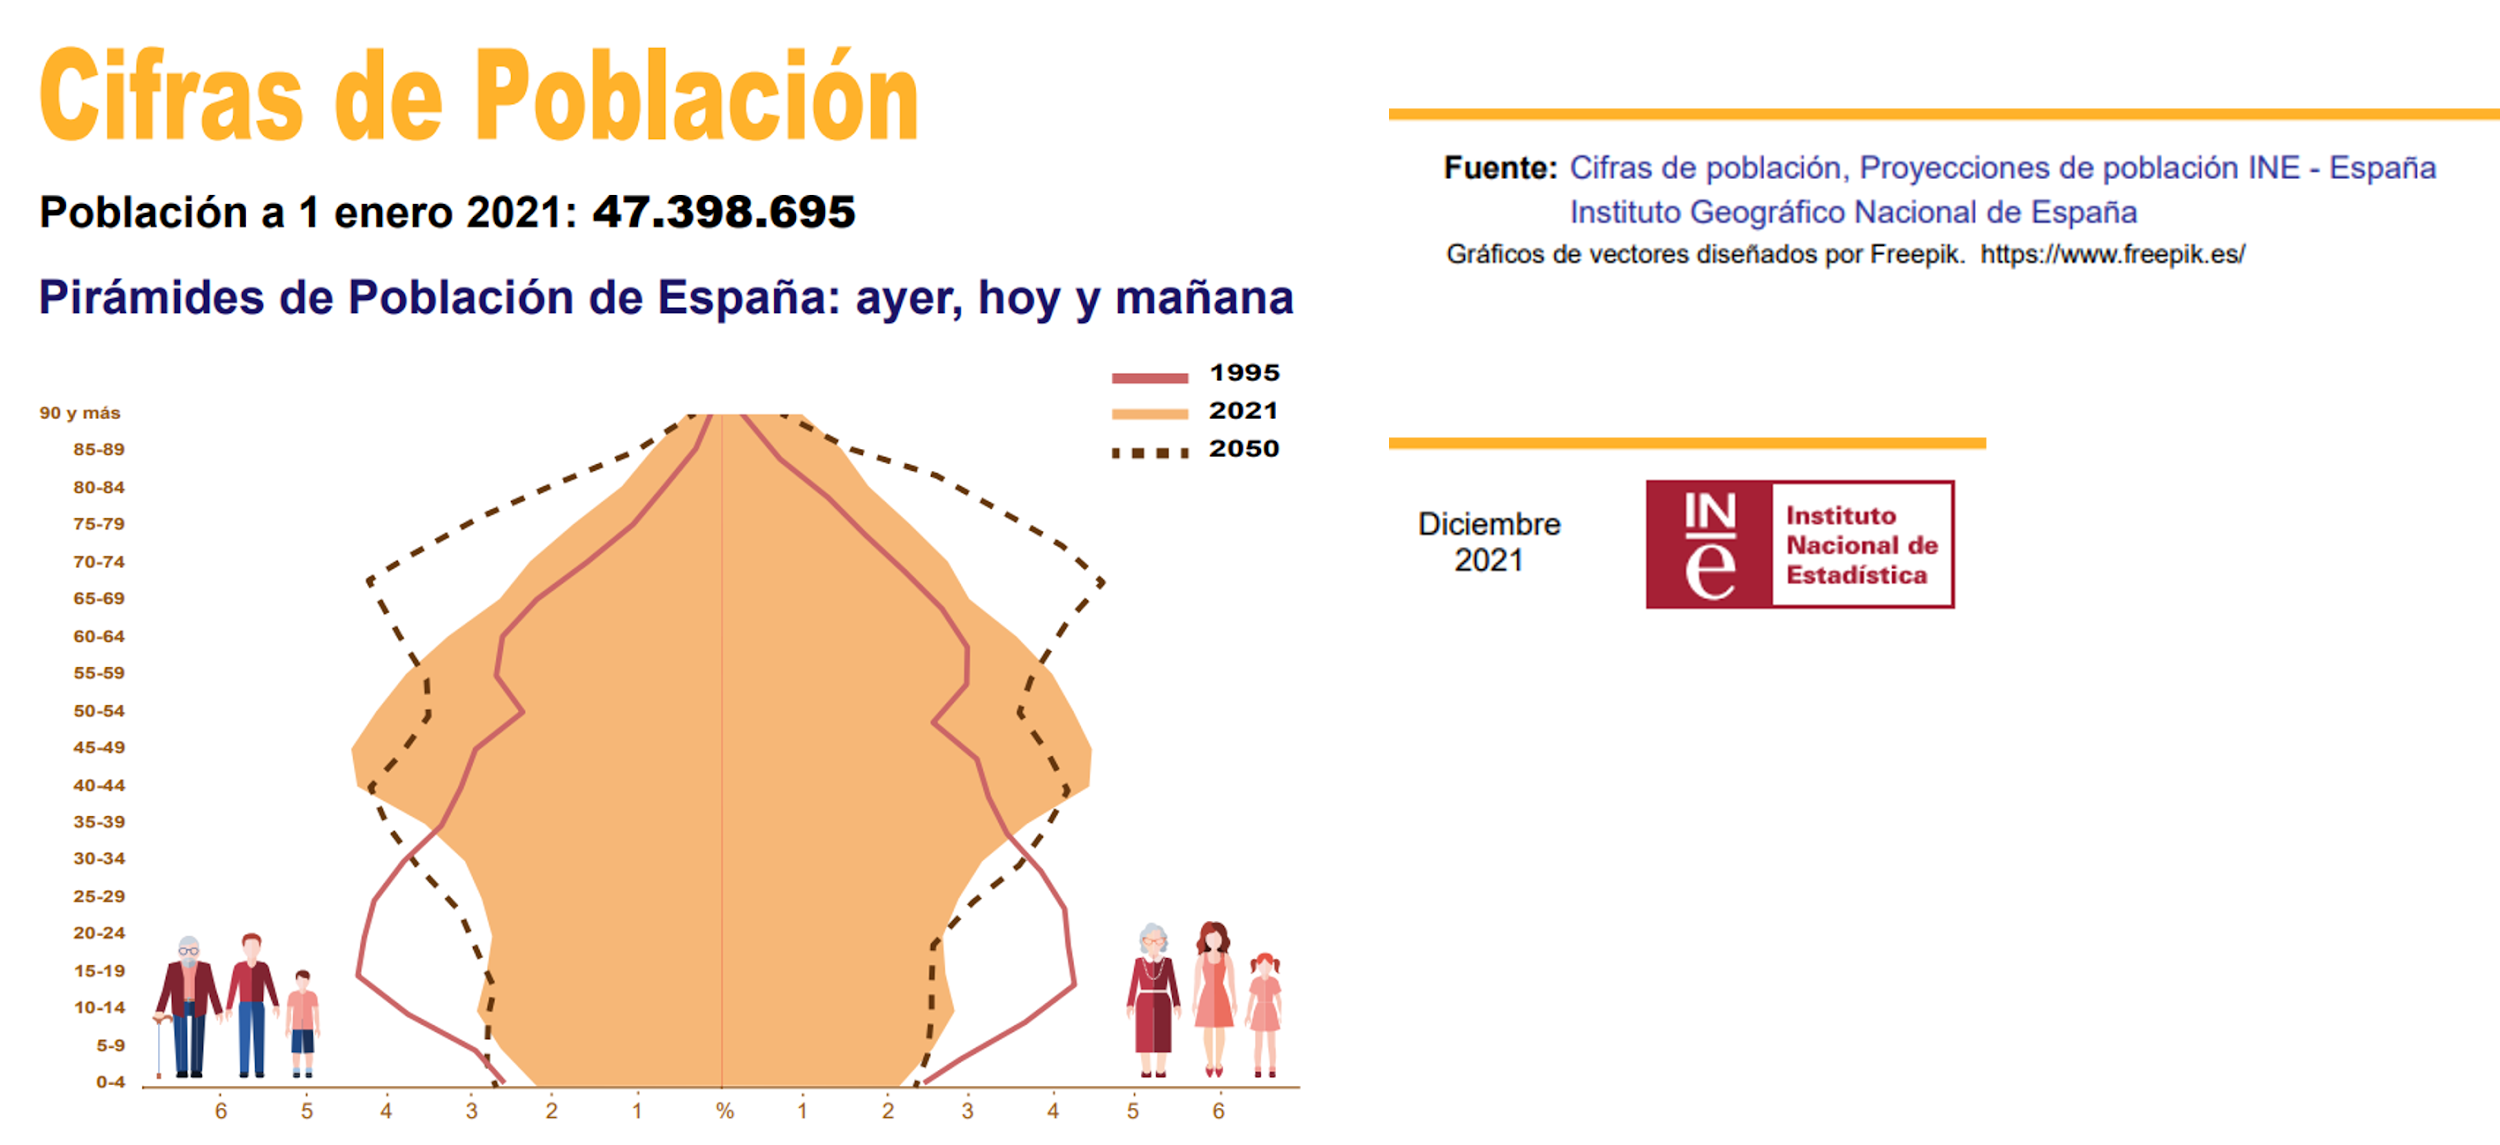 Cifras de Población
Población a 1 enero 2021: 47.398.695
Pirámides de Población de España: ayer, hoy y mañana
1995
2021
2050
90 y más
85-89
80-84
75-79
70-74
65-69
60-64
55-59
50-54
45-49
40-44
35-39
30-34
25-29
20-24
15-19
10-14
5-9
0-4
6 5 4 3 2 1 % 1 2 3 4 5 6
Fuente: Cifras de población, Proyecciones de población INE - España
Instituto Geográfico Nacional de España
Gráficos de vectores diseñados por Freepik. https://www.freepik.es/
Diciembre
2021
INe
Instituto
Nacional de
Estadística